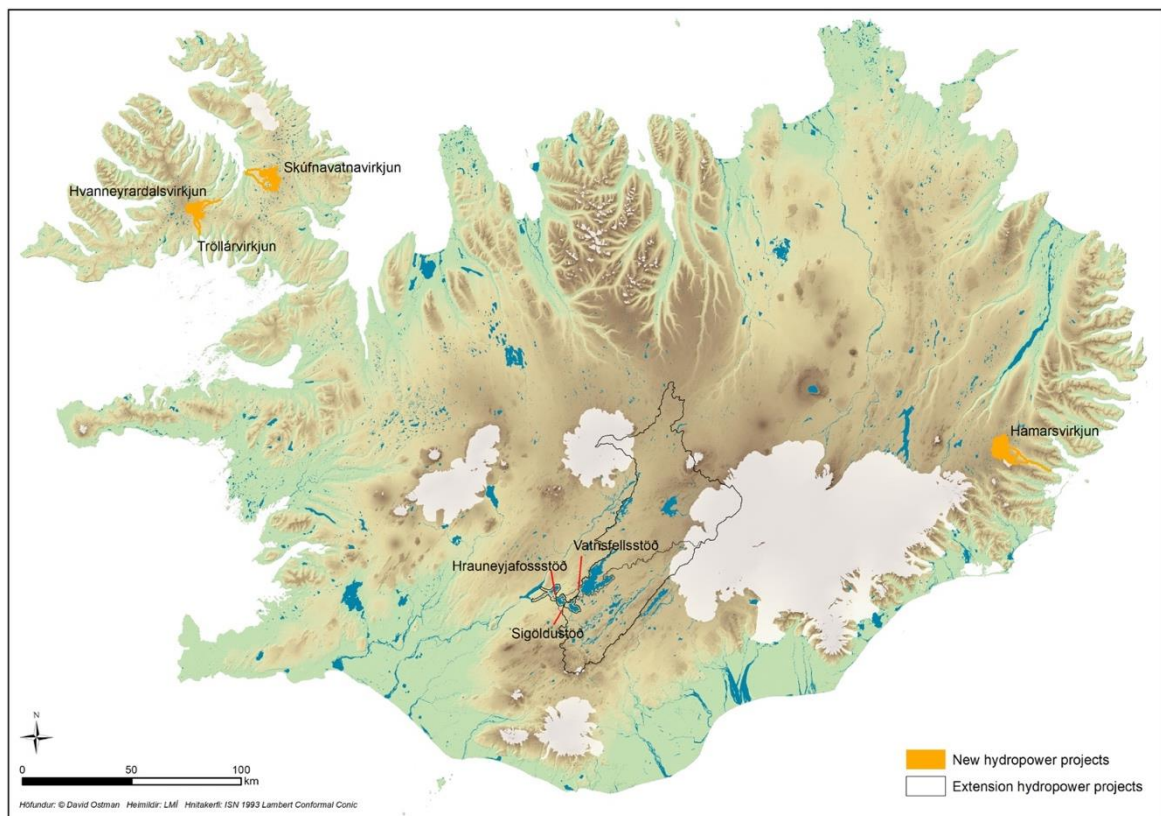 Skúfnavatnavirkjun
Hvanneyrardalsvirkjun
Tröllárvirkjun
Hamarsvirkjun
Vatnsfellsstöð
Hrauneyjafossstöð
Sigöldustöð
N
0 50 100
km
New hydropower projects
Extension hydropower projects
Höfundur: © David Ostman Heimildir: LMÍ Hnitakerfi: ISN 1993 Lambert Conformal Conic